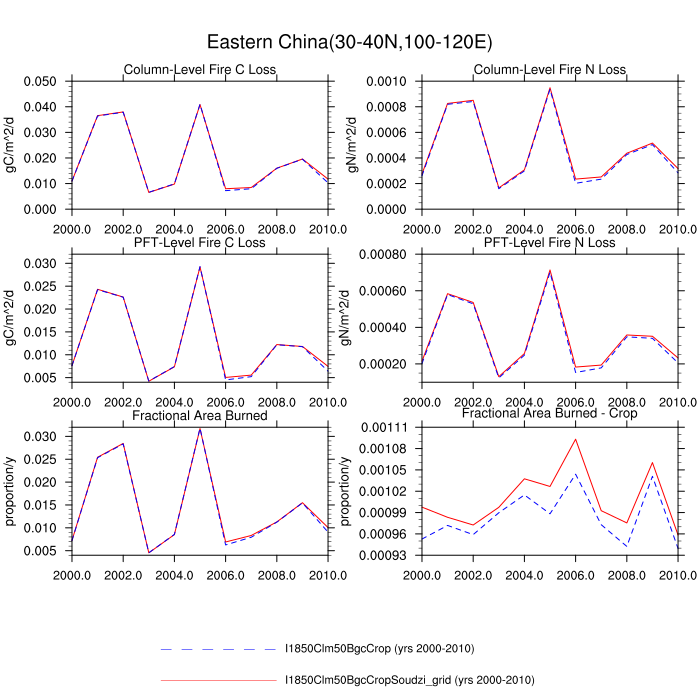 Eastern China(30-40N,100-120E)
Column-Level Fire C Loss
gC/m^2/d
0.050
0.040
0.030
0.020
0.010
0.000
2000.0 2002.0 2004.0 2006.0 2008.0 2010.0
Column-Level Fire N Loss
gN/m^2/d
0.0010
0.0008
0.0006
0.0004
0.0002
0.0000
2000.0 2002.0 2004.0 2006.0 2008.0 2010.0
PFT-Level Fire C Loss
gC/m^2/d
0.030
0.025
0.020
0.015
0.010
0.005
2000.0 2002.0 2004.0 2006.0 2008.0 2010.0
PFT-Level Fire N Loss
gN/m^2/d
0.00080
0.00060
0.00040
0.00020
2000.0 2002.0 2004.0 2006.0 2008.0 2010.0
Fractional Area Burned
proportion/y
0.030
0.025
0.020
0.015
0.010
0.005
2000.0 2002.0 2004.0 2006.0 2008.0 2010.0
Fractional Area Burned - Crop
proportion/y
0.00111
0.00108
0.00105
0.00102
0.00099
0.00096
0.00093
2000.0 2002.0 2004.0 2006.0 2008.0 2010.0
I1850Clm50BgcCrop (yrs 2000-2010)
I1850Clm50BgcCropSoudzi_grid (yrs 2000-2010)